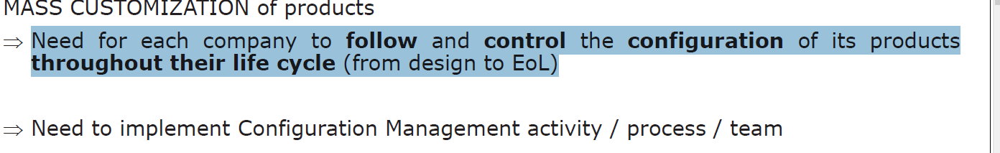 MASS CUSTOMIZATION of products
⇒ Need for each company to follow and control the configuration of its products
throughout their life cycle (from design to EoL)
⇒ Need to implement Configuration Management activity / process / team